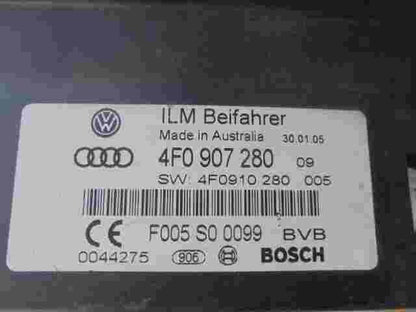 ILM Beifahrer
Made in Australia 30.01.05
4F0 907 280 09
SW: 4F0910 280 005
CE F005 S0 0099 BVB
0044275 906 BOSCH